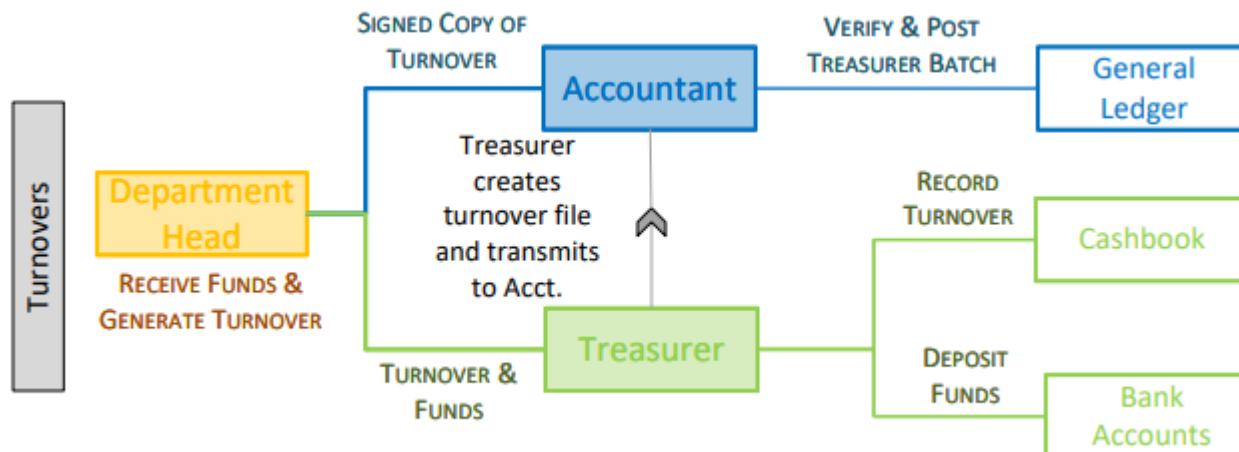 Turnovers
Department
Head
RECEIVE FUNDS &
GENERATE TURNOVER
SIGNED COPY OF
TURNOVER
Accountant
VERIFY & POST
TREASURER BATCH
General
Ledger
Treasurer
creates
turnover file
and transmits
to Acct.
TURNOVER &
FUNDS
Treasurer
RECORD
TURNOVER
Cashbook
DEPOSIT
FUNDS
Bank
Accounts